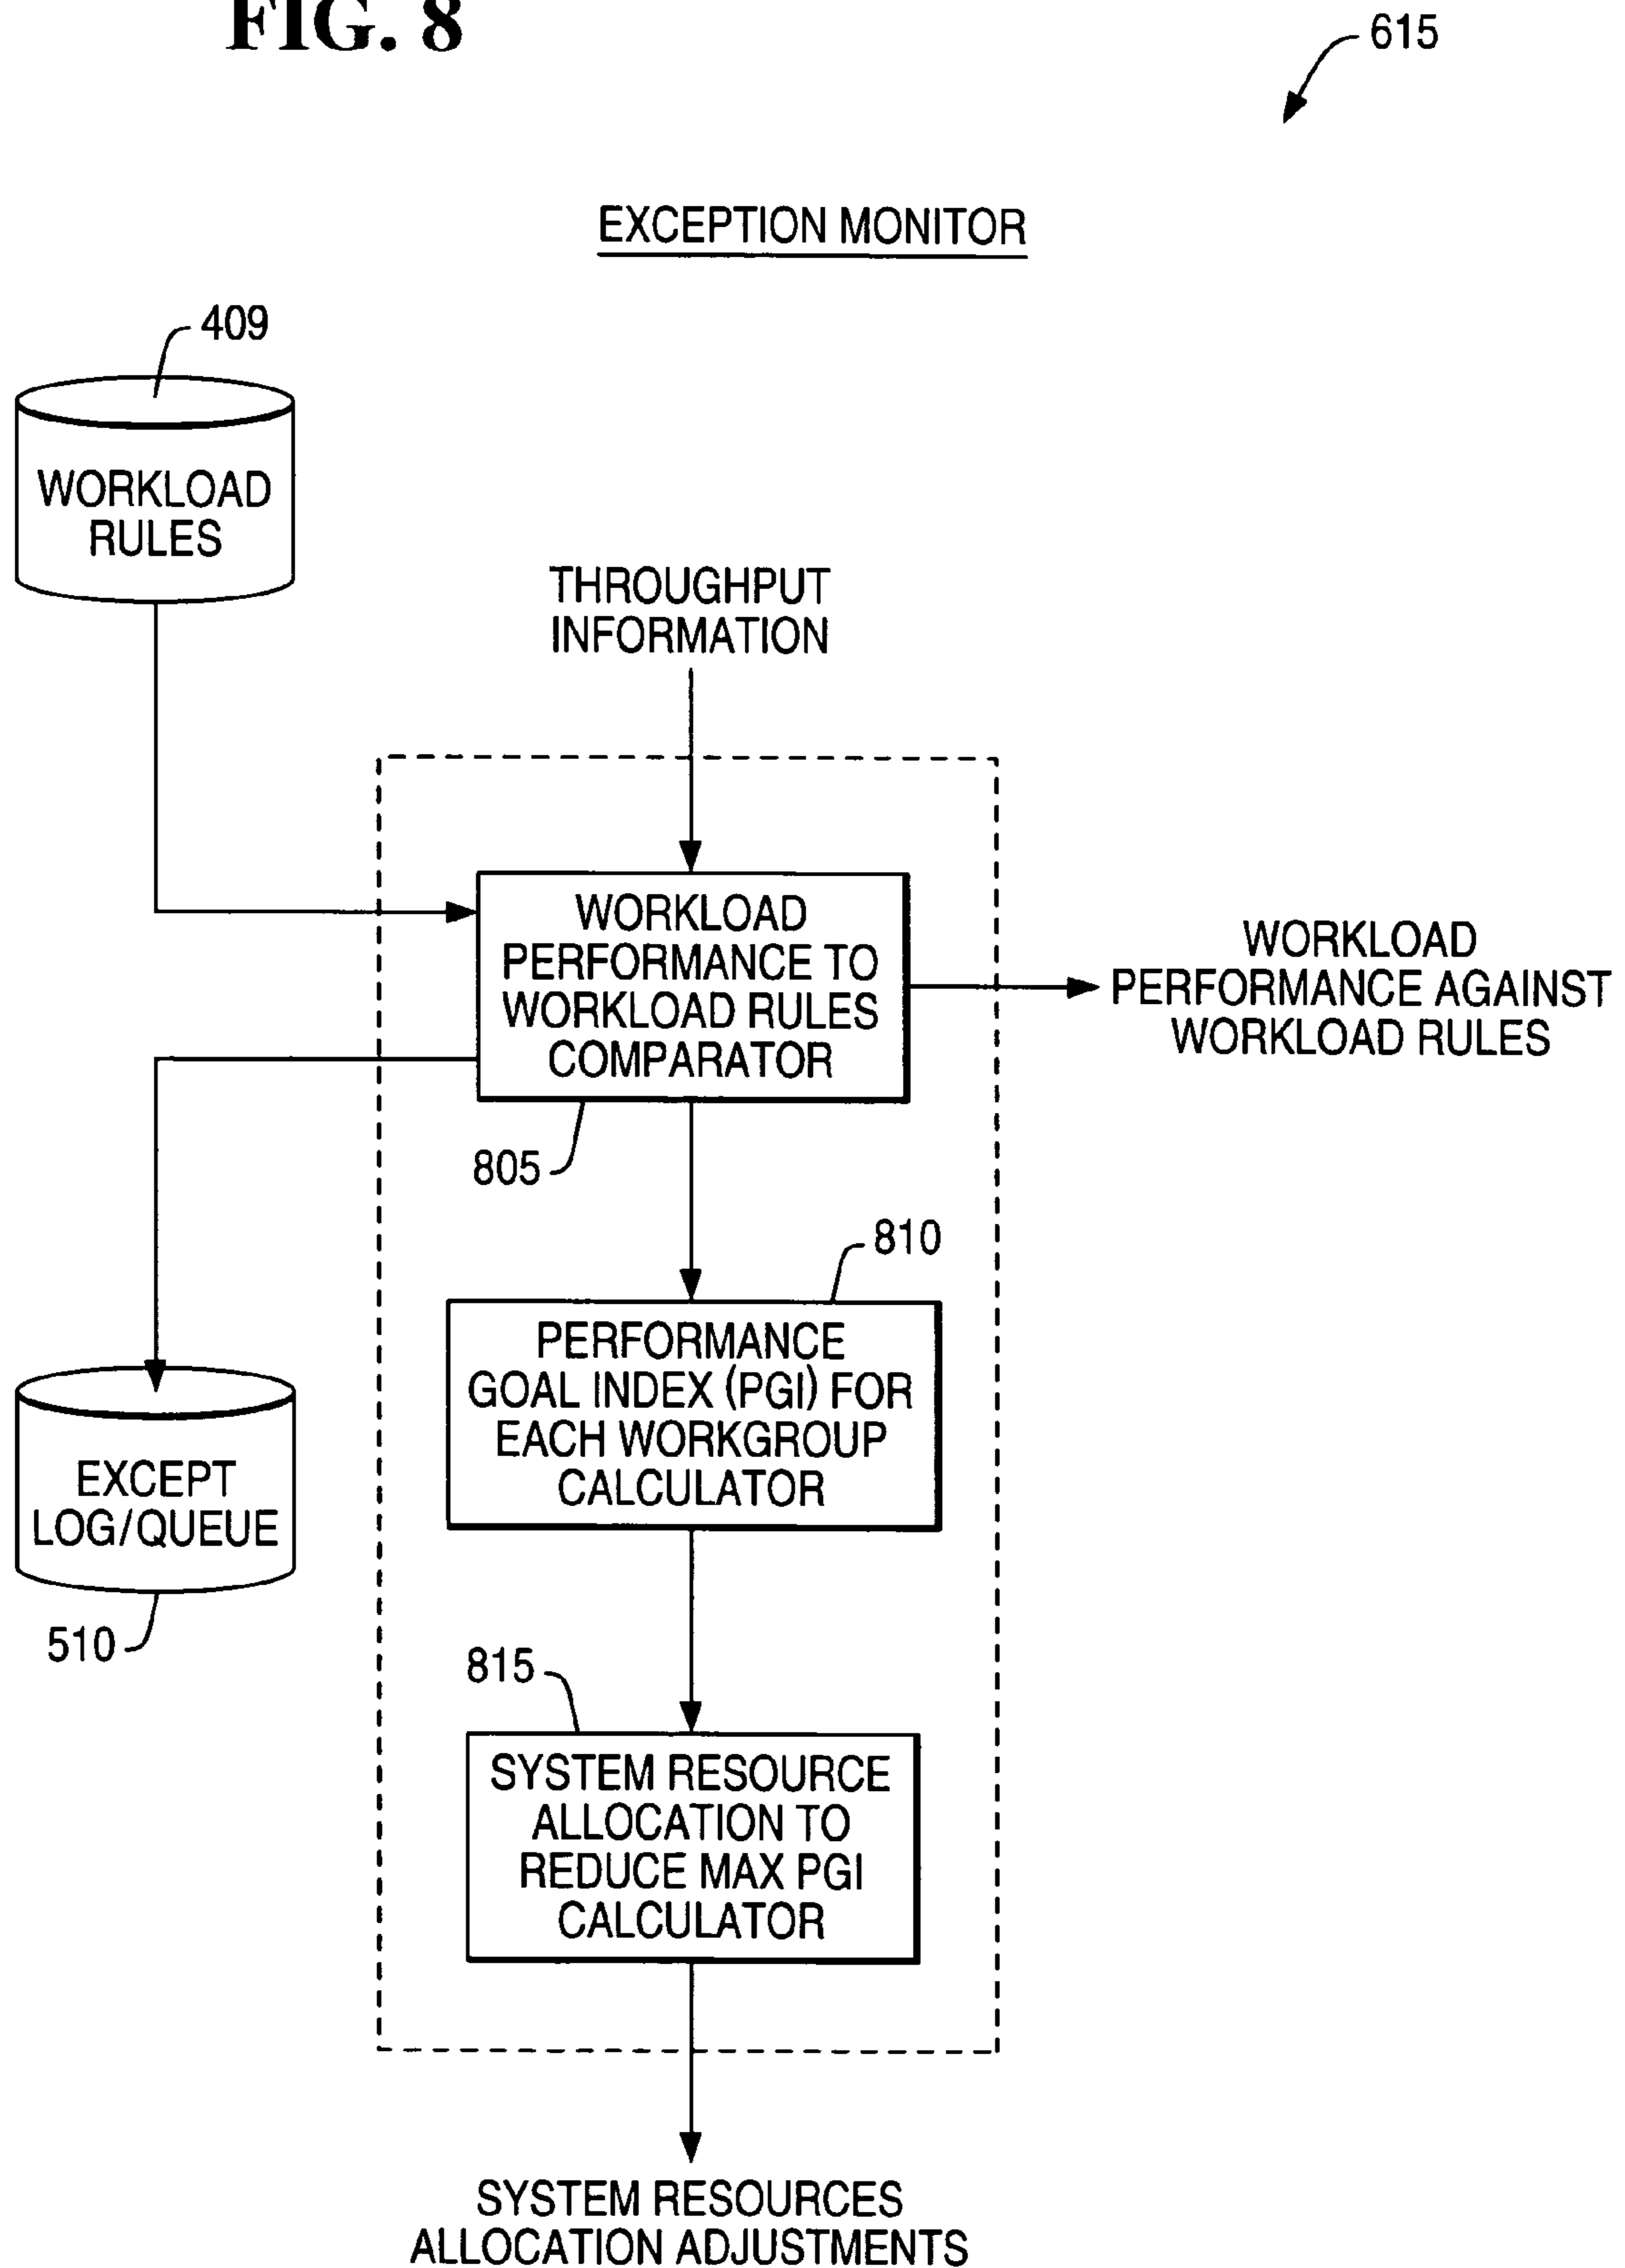 FIG. 8
615
EXCEPTION MONITOR
409
WORKLOAD
RULES
THROUGHPUT
INFORMATION
WORKLOAD
PERFORMANCE TO
WORKLOAD RULES
COMPARATOR
WORKLOAD
PERFORMANCE AGAINST
WORKLOAD RULES
805
810
PERFORMANCE
GOAL INDEX (PGI) FOR
EACH WORKGROUP
CALCULATOR
EXCEPT
LOG/QUEUE
510
815
SYSTEM RESOURCE
ALLOCATION TO
REDUCE MAX PGI
CALCULATOR
SYSTEM RESOURCES
ALLOCATION ADJUSTMENTS